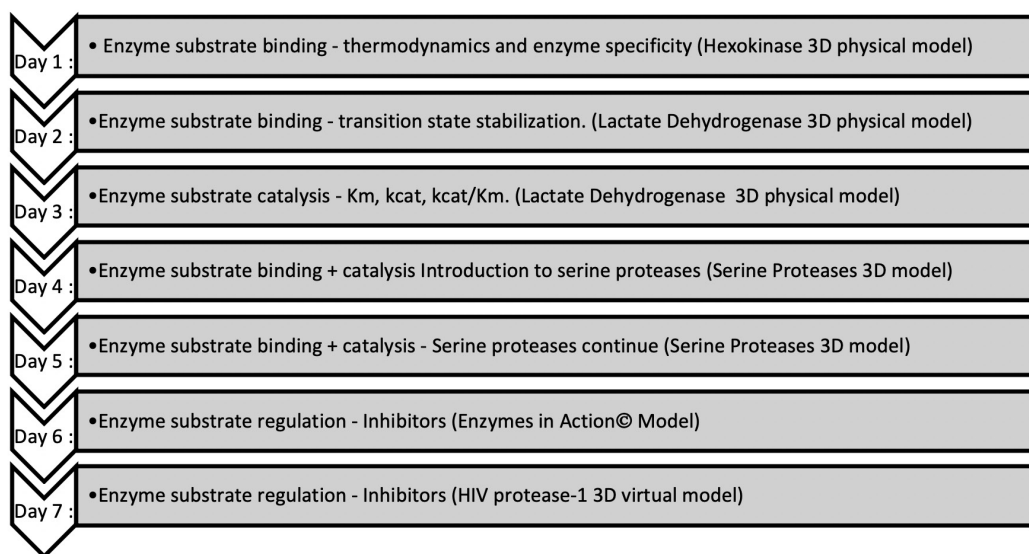 Day 1 :
• Enzyme substrate binding - thermodynamics and enzyme specificity (Hexokinase 3D physical model)
Day 2 :
•Enzyme substrate binding - transition state stabilization. (Lactate Dehydrogenase 3D physical model)
Day 3 :
•Enzyme substrate catalysis - Km, kcat, kcat/Km. (Lactate Dehydrogenase  3D physical model)
Day 4 :
•Enzyme substrate binding + catalysis Introduction to serine proteases (Serine Proteases 3D model)
Day 5 :
•Enzyme substrate binding + catalysis - Serine proteases continue (Serine Proteases 3D model)
Day 6 :
•Enzyme substrate regulation - Inhibitors (Enzymes in Action© Model)
Day 7 :
•Enzyme substrate regulation - Inhibitors (HIV protease-1 3D virtual model)